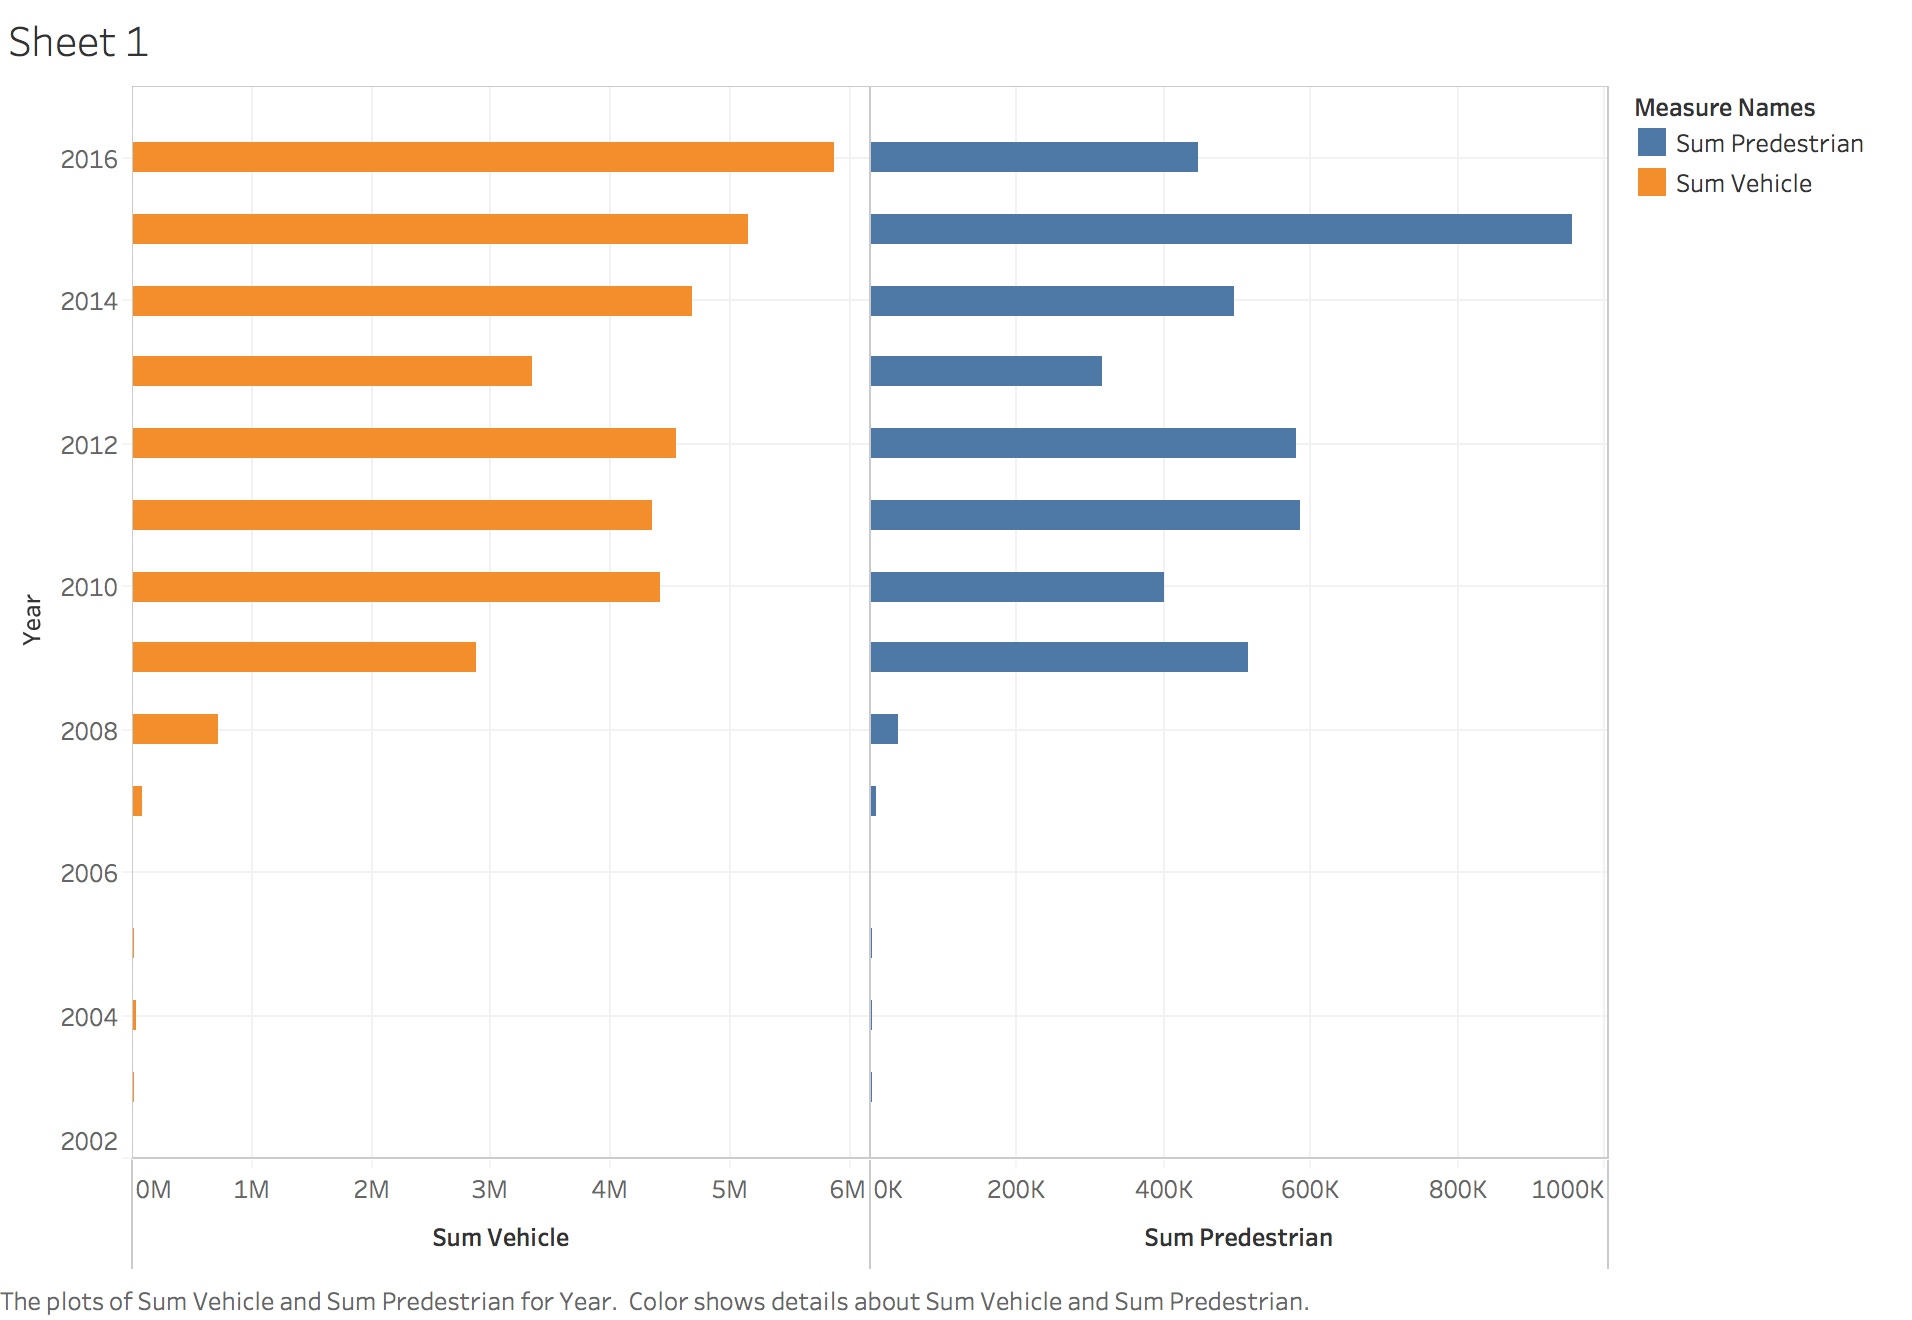 Sheet 1
Measure Names
Sum Predestrian
Sum Vehicle
2016
2014
2012
2010
2008
2006
2004
2002
Year
0M 1M 2M 3M 4M 5M 6M 0K 200K 400K 600K 800K 1000K
Sum Vehicle Sum Predestrian
The plots of Sum Vehicle and Sum Predestrian for Year.  Color shows details about Sum Vehicle and Sum Predestrian.